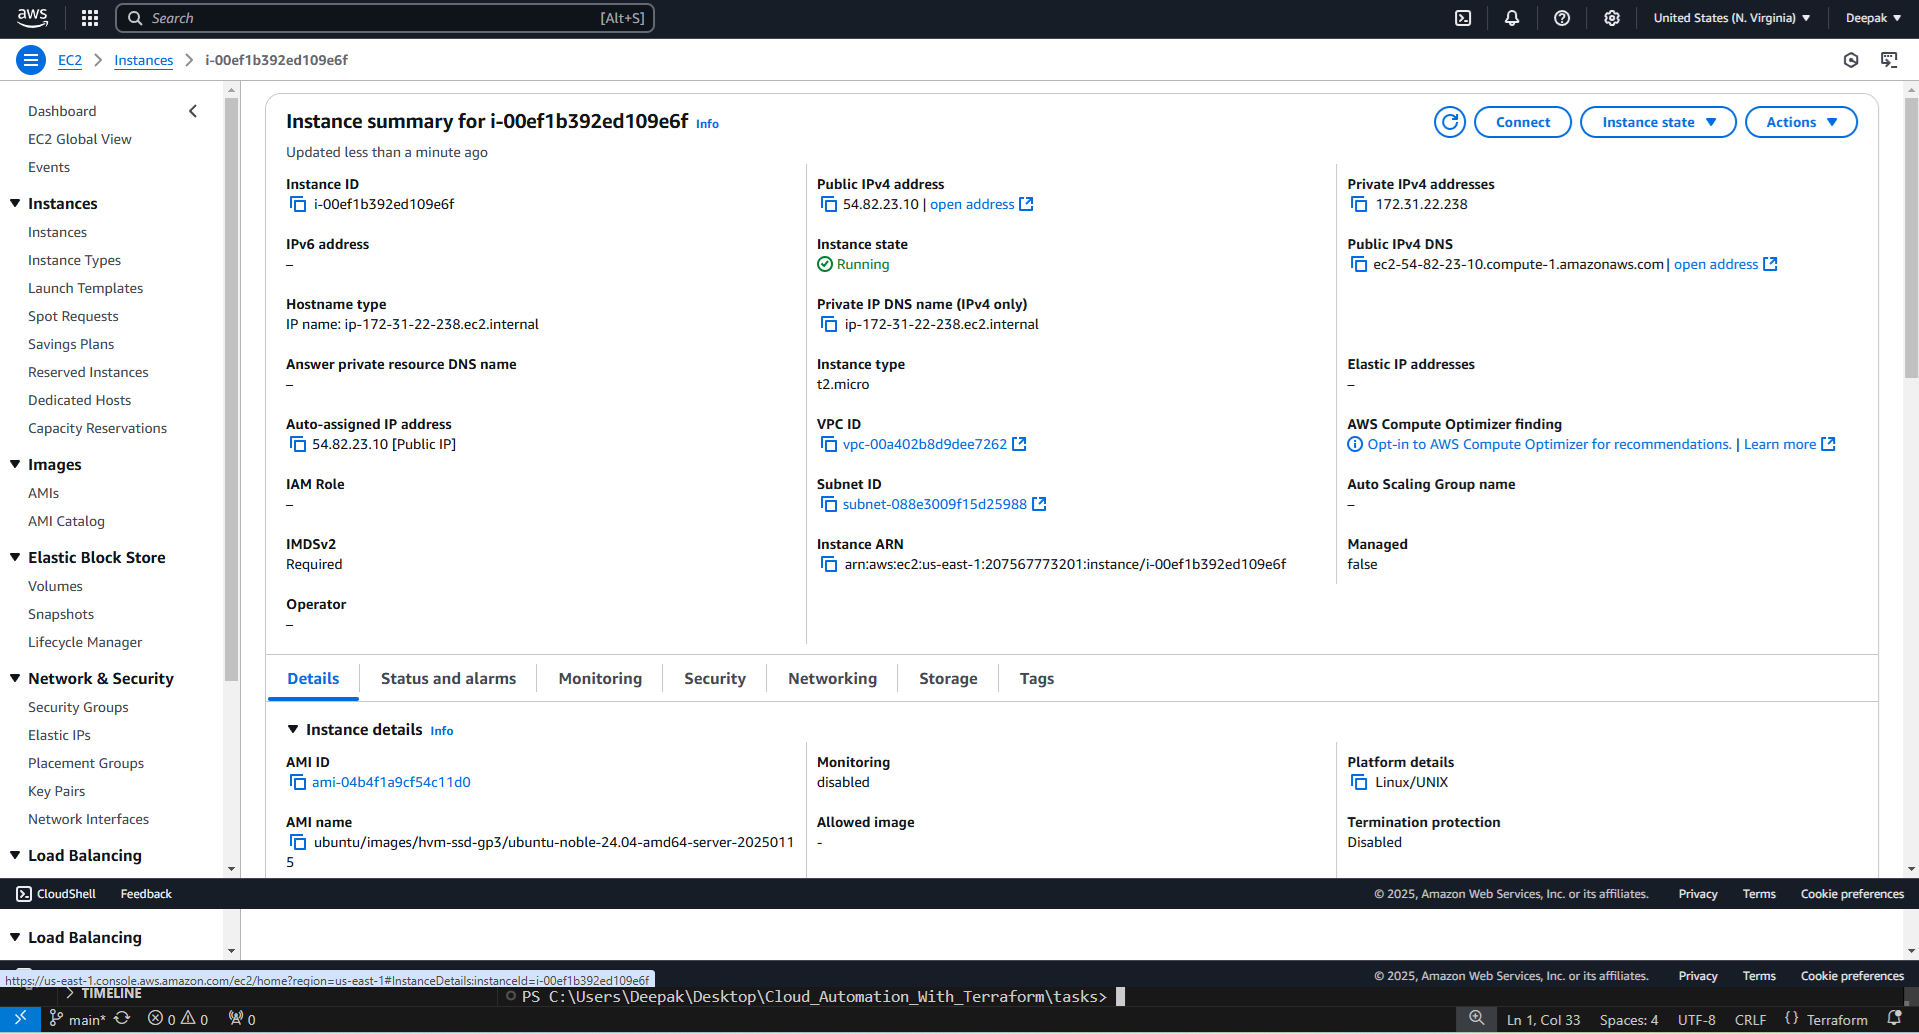 aws
Search [Alt+S]
United States (N. Virginia) Deepak
EC2 Instances i-00ef1b392ed109e6f
Dashboard
EC2 Global View
Events
Instances
Instances
Instance Types
Launch Templates
Spot Requests
Savings Plans
Reserved Instances
Dedicated Hosts
Capacity Reservations
Images
AMIs
AMI Catalog
Elastic Block Store
Volumes
Snapshots
Lifecycle Manager
Network & Security
Security Groups
Elastic IPs
Placement Groups
Key Pairs
Network Interfaces
Load Balancing
Instance summary for i-00ef1b392ed109e6f Info
Connect Instance state Actions
Updated less than a minute ago
Instance ID
i-00ef1b392ed109e6f
Public IPv4 address
54.82.23.10 | open address
Private IPv4 addresses
172.31.22.238
IPv6 address
–
Instance state
Running
Public IPv4 DNS
ec2-54-82-23-10.compute-1.amazonaws.com | open address
Hostname type
IP name: ip-172-31-22-238.ec2.internal
Private IP DNS name (IPv4 only)
ip-172-31-22-238.ec2.internal
Answer private resource DNS name
–
Instance type
t2.micro
Elastic IP addresses
–
Auto-assigned IP address
54.82.23.10 [Public IP]
VPC ID
vpc-00a402b8d9dee7262
AWS Compute Optimizer finding
Opt-in to AWS Compute Optimizer for recommendations. | Learn more
IAM Role
–
Subnet ID
subnet-088e3009f15d25988
Auto Scaling Group name
–
IMDSv2
Required
Instance ARN
arn:aws:ec2:us-east-1:207567773201:instance/i-00ef1b392ed109e6f
Managed
false
Operator
–
Details Status and alarms Monitoring Security Networking Storage Tags
Instance details Info
AMI ID
ami-04b4f1a9cf54c11d0
Monitoring
disabled
Platform details
Linux/UNIX
AMI name
ubuntu/images/hvm-ssd-gp3/ubuntu-noble-24.04-amd64-server-2025011
5
Allowed image
-
Termination protection
Disabled
CloudShell Feedback © 2025, Amazon Web Services, Inc. or its affiliates. Privacy Terms Cookie preferences
Load Balancing
© 2025, Amazon Web Services, Inc. or its affiliates. Privacy Terms Cookie preferences
https://us-east-1.console.aws.amazon.com/ec2/home?region=us-east-1#InstanceDetails:instanceId=i-00ef1b392ed109e6f
TIMELINE
PS C:\Users\Deepak\Desktop\Cloud_Automation_With_Terraform\tasks>
main* 0 0 0 Ln 1, Col 33 Spaces: 4 UTF-8 CRLF {} Terraform